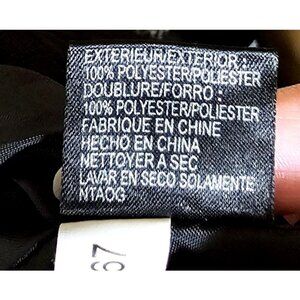 EXTERIEUR/EXTERIOR :
100% POLYESTER/POLIESTER
DOUBLURE/FORRO :
100% POLYESTER/POLIESTER
FABRIQUE EN CHINE
HECHO EN CHINA
NETTOYER A SEC
LAVAR EN SECO SOLAMENTE
NTAOG
67